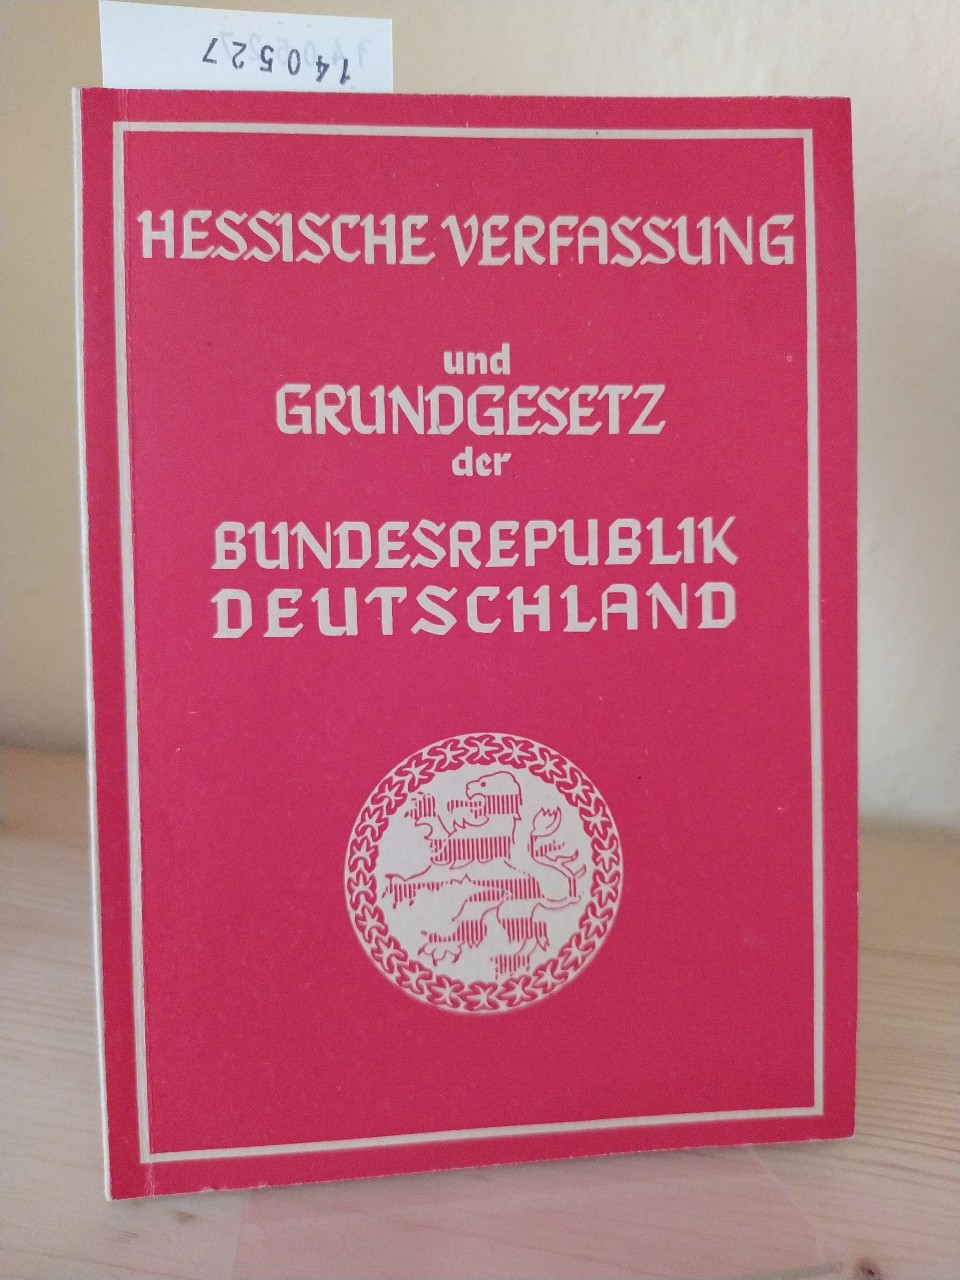 140527
HESSISCHE VERFASSUNG
und
GRUNDGESETZ
der
BUNDESREPUBLIK
DEUTSCHLAND